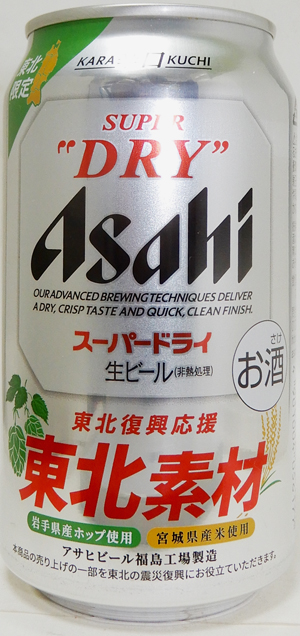 東北
限定
KARAKUCHI
SUPER
"DRY"
Asahi
OUR ADVANCED BREWING TECHNIQUES DELIVER
A DRY, CRISP TASTE AND QUICK, CLEAN FINISH.
スーパードライ
生ビール(非熱処理)
さけ
お酒
東北復興応援
東北素材
岩手県産ホップ使用
宮城県産米使用
アサヒビール福島工場製造
本商品の売り上げの一部を東北の震災復興にお役立ていただきます。